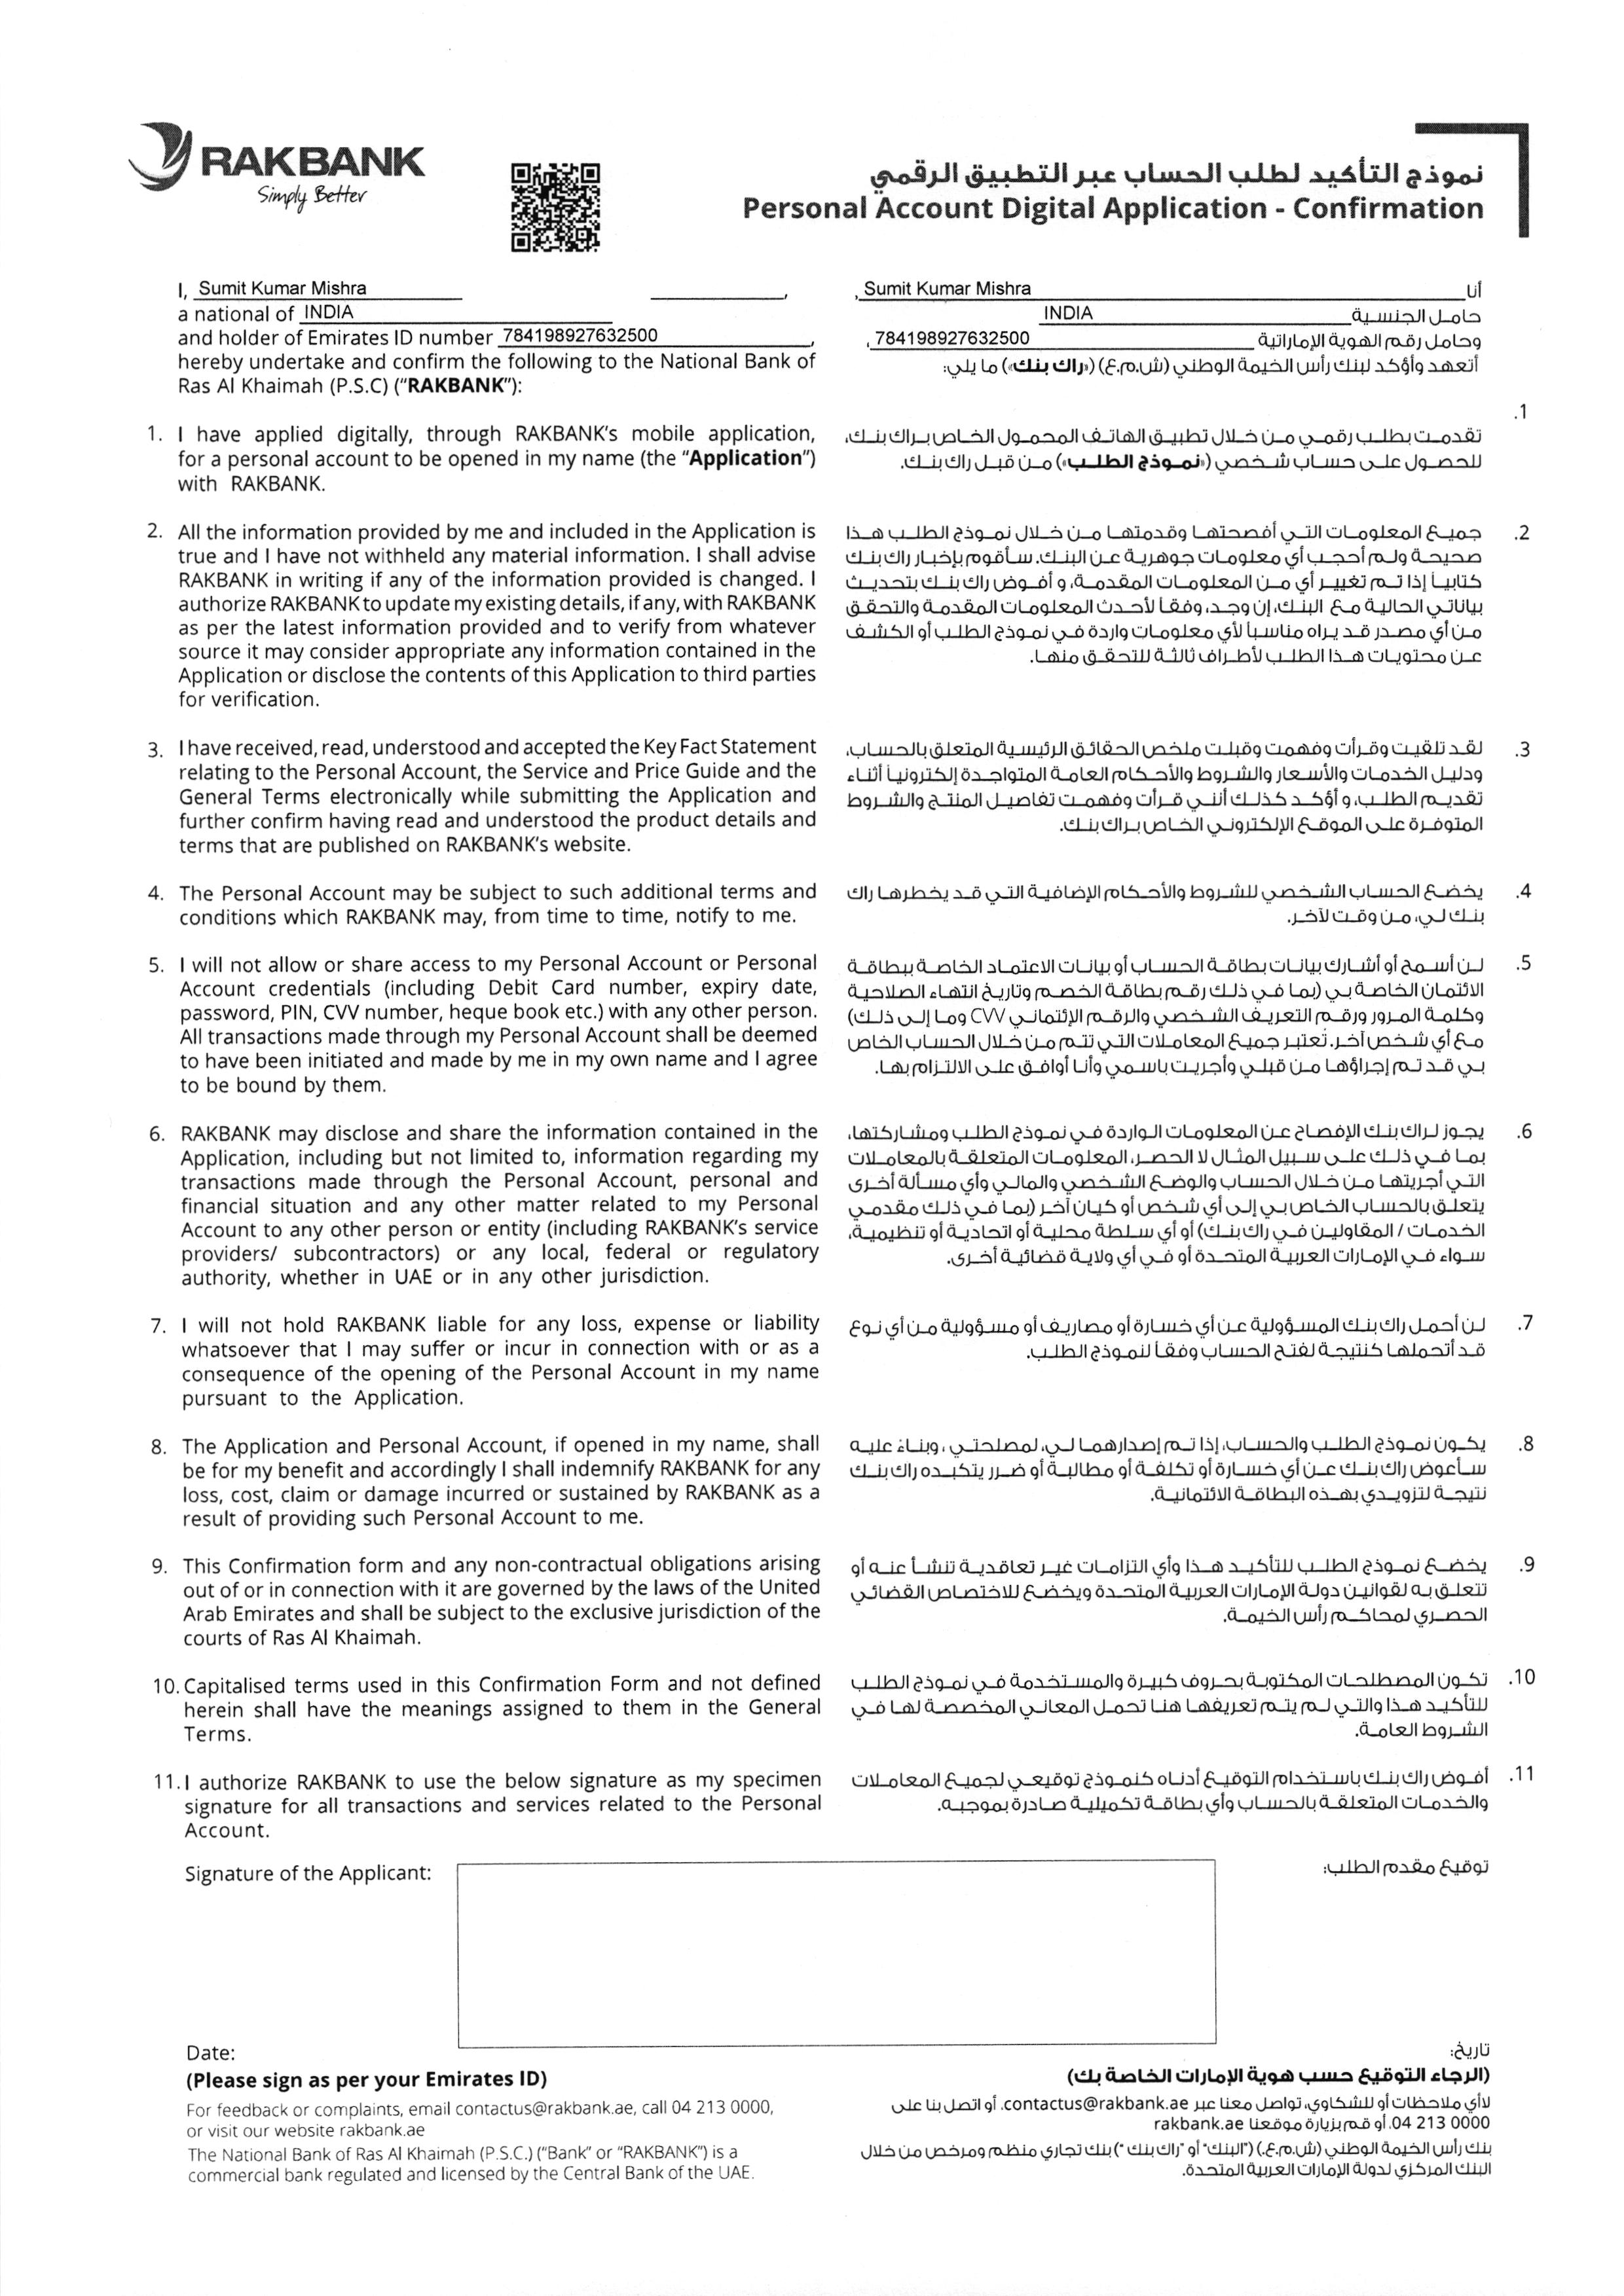 RAKBANK
Simply Better
نموذج التأكيد لطلب الحساب عبر التطبيق الرقمي
Personal Account Digital Application - Confirmation
I, Sumit Kumar Mishra ,
a national of INDIA
and holder of Emirates ID number 784198927632500 ,
hereby undertake and confirm the following to the National Bank of
Ras Al Khaimah (P.S.C) (“RAKBANK”):
1. I have applied digitally, through RAKBANK’s mobile application,
for a personal account to be opened in my name (the “Application”)
with RAKBANK.
2. All the information provided by me and included in the Application is
true and I have not withheld any material information. I shall advise
RAKBANK in writing if any of the information provided is changed. I
authorize RAKBANK to update my existing details, if any, with RAKBANK
as per the latest information provided and to verify from whatever
source it may consider appropriate any information contained in the
Application or disclose the contents of this Application to third parties
for verification.
3. I have received, read, understood and accepted the Key Fact Statement
relating to the Personal Account, the Service and Price Guide and the
General Terms electronically while submitting the Application and
further confirm having read and understood the product details and
terms that are published on RAKBANK’s website.
4. The Personal Account may be subject to such additional terms and
conditions which RAKBANK may, from time to time, notify to me.
5. I will not allow or share access to my Personal Account or Personal
Account credentials (including Debit Card number, expiry date,
password, PIN, CVV number, heque book etc.) with any other person.
All transactions made through my Personal Account shall be deemed
to have been initiated and made by me in my own name and I agree
to be bound by them.
6. RAKBANK may disclose and share the information contained in the
Application, including but not limited to, information regarding my
transactions made through the Personal Account, personal and
financial situation and any other matter related to my Personal
Account to any other person or entity (including RAKBANK’s service
providers/ subcontractors) or any local, federal or regulatory
authority, whether in UAE or in any other jurisdiction.
7. I will not hold RAKBANK liable for any loss, expense or liability
whatsoever that I may suffer or incur in connection with or as a
consequence of the opening of the Personal Account in my name
pursuant to the Application.
8. The Application and Personal Account, if opened in my name, shall
be for my benefit and accordingly I shall indemnify RAKBANK for any
loss, cost, claim or damage incurred or sustained by RAKBANK as a
result of providing such Personal Account to me.
9. This Confirmation form and any non-contractual obligations arising
out of or in connection with it are governed by the laws of the United
Arab Emirates and shall be subject to the exclusive jurisdiction of the
courts of Ras Al Khaimah.
10. Capitalised terms used in this Confirmation Form and not defined
herein shall have the meanings assigned to them in the General
Terms.
11. I authorize RAKBANK to use the below signature as my specimen
signature for all transactions and services related to the Personal
Account.
أنا Sumit Kumar Mishra ,
حامل الجنسية INDIA
وحامل رقم الهوية الإماراتية 784198927632500 ,
أتعهد وأؤكد لبنك رأس الخيمة الوطني (ش.م.ع) («راك بنك») ما يلي:
1.
تقدمت بطلب رقمي من خلال تطبيق الهاتف المحمول الخاص براك بنك،
للحصول على حساب شخصي («نموذج الطلب») من قبل راك بنك.
2. جميع المعلومات التي أفصحتها وقدمتها من خلال نموذج الطلب هذا
صحيحة ولم أحجب أي معلومات جوهرية عن البنك. سأقوم بإخبار راك بنك
كتابياً إذا تم تغيير أي من المعلومات المقدمة، و أفوض راك بنك بتحديث
بياناتي الحالية مع البنك، إن وجد، وفقاً لأحدث المعلومات المقدمة والتحقق
من أي مصدر قد يراه مناسباً لأي معلومات واردة في نموذج الطلب أو الكشف
عن محتويات هذا الطلب لأطراف ثالثة للتحقق منها.
3. لقد تلقيت وقرأت وفهمت وقبلت ملخص الحقائق الرئيسية المتعلق بالحساب،
ودليل الخدمات والأسعار والشروط والأحكام العامة المتواجدة إلكترونياً أثناء
تقديم الطلب، و أؤكد كذلك أنني قرأت وفهمت تفاصيل المنتج والشروط
المتوفرة على الموقع الإلكتروني الخاص براك بنك.
4. يخضع الحساب الشخصي للشروط والأحكام الإضافية التي قد يخطرها راك
بنك لي، من وقت لآخر.
5. لن أسمح أو أشارك بيانات بطاقة الحساب أو بيانات الاعتماد الخاصة ببطاقة
الائتمان الخاصة بي (بما في ذلك رقم بطاقة الخصم وتاريخ انتهاء الصلاحية
وكلمة المرور ورقم التعريف الشخصي والرقم الإئتماني CVV وما إلى ذلك)
مع أي شخص آخر. تُعتبر جميع المعاملات التي تتم من خلال الحساب الخاص
بي قد تم إجراؤها من قبلي وأجريت باسمي وأنا أوافق على الالتزام بها.
6. يجوز لراك بنك الإفصاح عن المعلومات الواردة في نموذج الطلب ومشاركتها،
بما في ذلك على سبيل المثال لا الحصر، المعلومات المتعلقة بالمعاملات
التي أجريتها من خلال الحساب والوضع الشخصي والمالي وأي مسألة أخرى
يتعلق بالحساب الخاص بي إلى أي شخص أو كيان آخر (بما في ذلك مقدمي
الخدمات / المقاولين في راك بنك) أو أي سلطة محلية أو اتحادية أو تنظيمية،
سواء في الإمارات العربية المتحدة أو في أي ولاية قضائية أخرى.
7. لن أحمل راك بنك المسؤولية عن أي خسارة أو مصاريف أو مسؤولية من أي نوع
قد أتحملها كنتيجة لفتح الحساب وفقاً لنموذج الطلب.
8. يكون نموذج الطلب والحساب، إذا تم إصدارهما لي، لمصلحتي، وبناءً عليه
سأعوض راك بنك عن أي خسارة أو تكلفة أو مطالبة أو ضرر يتكبده راك بنك
نتيجة لتزويدي بهذه البطاقة الائتمانية.
9. يخضع نموذج الطلب للتأكيد هذا وأي التزامات غير تعاقدية تنشأ عنه أو
تتعلق به لقوانين دولة الإمارات العربية المتحدة ويخضع للاختصاص القضائي
الحصري لمحاكم رأس الخيمة.
10. تكون المصطلحات المكتوبة بحروف كبيرة والمستخدمة في نموذج الطلب
للتأكيد هذا والتي لم يتم تعريفها هنا تحمل المعاني المخصصة لها في
الشروط العامة.
11. أفوض راك بنك باستخدام التوقيع أدناه كنموذج توقيعي لجميع المعاملات
والخدمات المتعلقة بالحساب وأي بطاقة تكميلية صادرة بموجبه.
Signature of the Applicant:
توقيع مقدم الطلب:
Date:
تاريخ:
(Please sign as per your Emirates ID)
(الرجاء التوقيع حسب هوية الإمارات الخاصة بك)
For feedback or complaints, email contactus@rakbank.ae, call 04 213 0000,
or visit our website rakbank.ae
The National Bank of Ras Al Khaimah (P.S.C.) (“Bank” or “RAKBANK”) is a
commercial bank regulated and licensed by the Central Bank of the UAE.
لأي ملاحظات أو للشكاوي، تواصل معنا عبر contactus@rakbank.ae، أو اتصل بنا على
04 213 0000، أو قم بزيارة موقعنا rakbank.ae
بنك رأس الخيمة الوطني (ش.م.ع.) ("البنك" أو "راك بنك") بنك تجاري منظم ومرخص من خلال
البنك المركزي لدولة الإمارات العربية المتحدة.